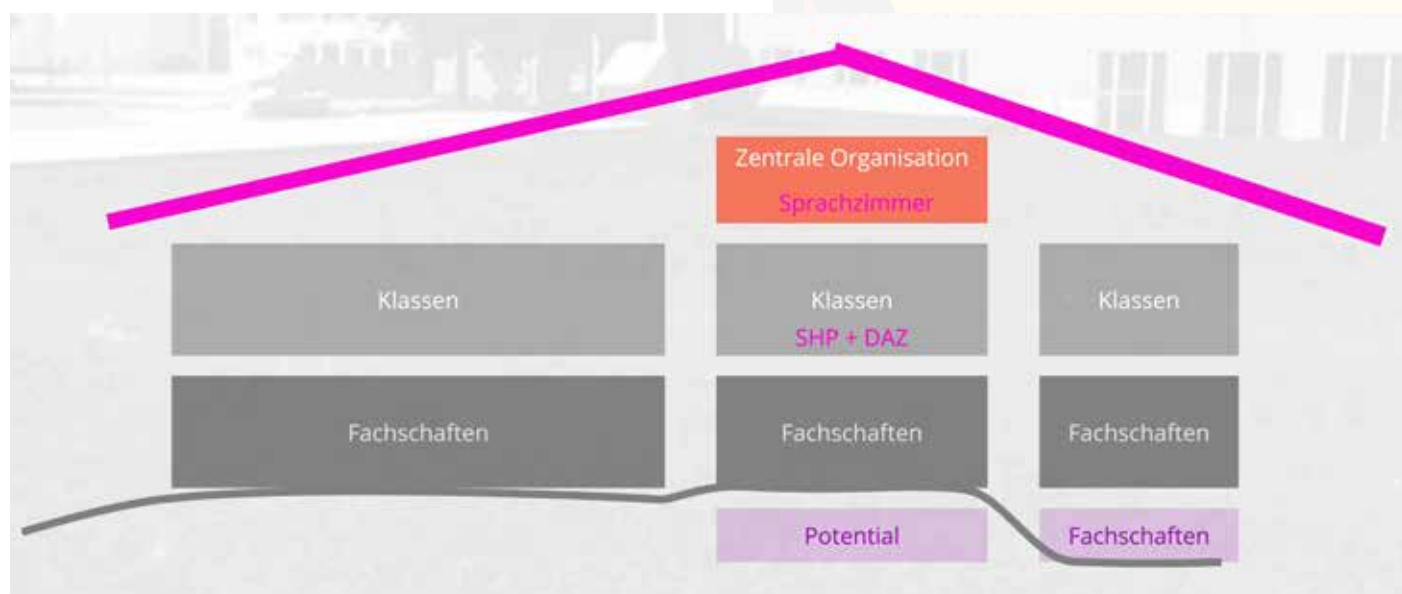 Zentrale Organisation
Sprachzimmer
Klassen
Klassen
SHP + DAZ
Klassen
Fachschaften
Fachschaften
Fachschaften
Potential
Fachschaften